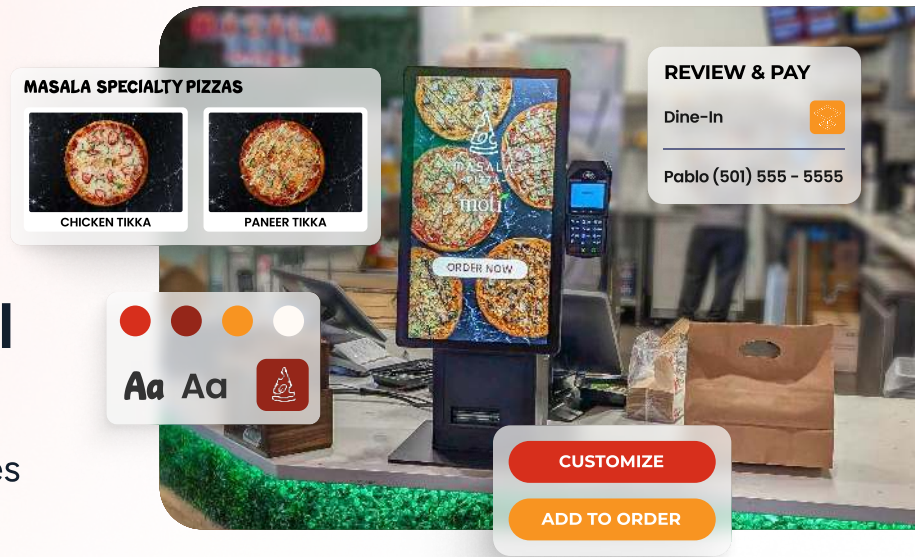 MASALA SPECIALTY PIZZAS
CHICKEN TIKKA
PANEER TIKKA
REVIEW & PAY
Dine-In
Pablo (501) 555 - 5555
MASALA
PIZZA
moti
ORDER NOW
Aa Aa
CUSTOMIZE
ADD TO ORDER
l
es